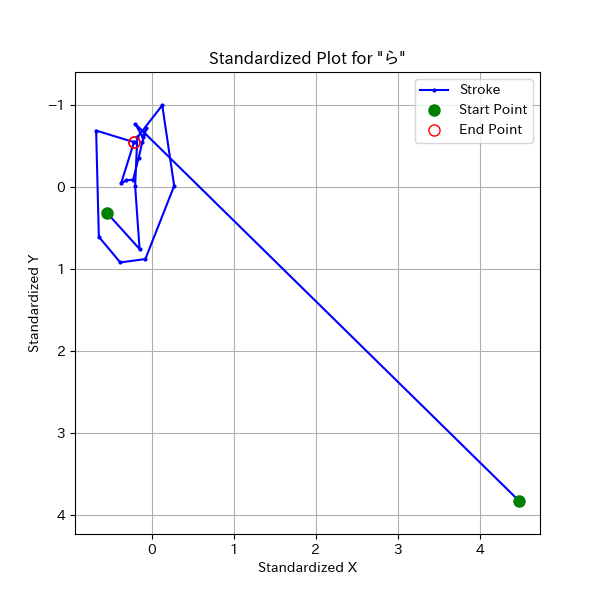 Standardized Plot for "ら"
Stroke
Start Point
End Point
Standardized Y
−1
0
1
2
3
4
0 1 2 3 4
Standardized X